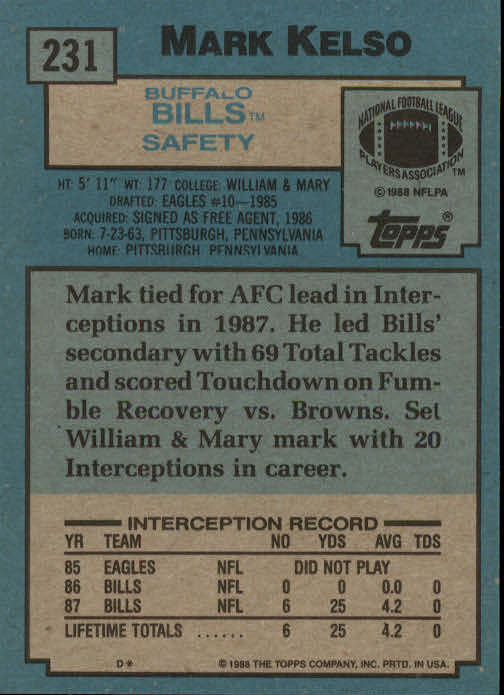 231
MARK KELSO
BUFFALO
BILLS™
SAFETY
NATIONAL FOOTBALL LEAGUE
PLAYERS ASSOCIATION™
© 1988 NFLPA
TOPPS®
HT: 5' 11" WT: 177 COLLEGE: WILLIAM & MARY
DRAFTED: EAGLES #10—1985
ACQUIRED: SIGNED AS FREE AGENT, 1986
BORN: 7-23-63, PITTSBURGH, PENNSYLVANIA
HOME: PITTSBURGH, PENNSYLVANIA
Mark tied for AFC lead in Inter-
ceptions in 1987. He led Bills'
secondary with 69 Total Tackles
and scored Touchdown on Fum-
ble Recovery vs. Browns. Set
William & Mary mark with 20
Interceptions in career.
INTERCEPTION RECORD
YR TEAM NO YDS AVG TDS
85 EAGLES NFL DID NOT PLAY
86 BILLS NFL 0 0 0.0 0
87 BILLS NFL 6 25 4.2 0
LIFETIME TOTALS ...... 6 25 4.2 0
D* © 1988 THE TOPPS COMPANY, INC. PRTD. IN USA.